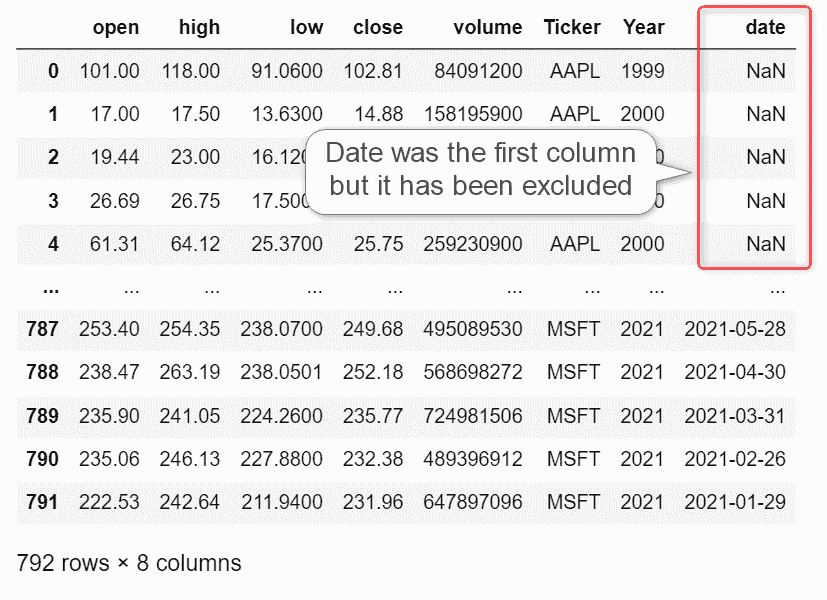 open high low close volume Ticker Year date
0 101.00 118.00 91.0600 102.81 84091200 AAPL 1999 NaN
1 17.00 17.50 13.6300 14.88 158195900 AAPL 2000 NaN
2 19.44 23.00 16.120 0 NaN
Date was the first column
but it has been excluded
3 26.69 26.75 17.500 0 NaN
4 61.31 64.12 25.3700 25.75 259230900 AAPL 2000 NaN
... ... ... ... ... ... ... ... ...
787 253.40 254.35 238.0700 249.68 495089530 MSFT 2021 2021-05-28
788 238.47 263.19 238.0501 252.18 568698272 MSFT 2021 2021-04-30
789 235.90 241.05 224.2600 235.77 724981506 MSFT 2021 2021-03-31
790 235.06 246.13 227.8800 232.38 489396912 MSFT 2021 2021-02-26
791 222.53 242.64 211.9400 231.96 647897096 MSFT 2021 2021-01-29
792 rows × 8 columns